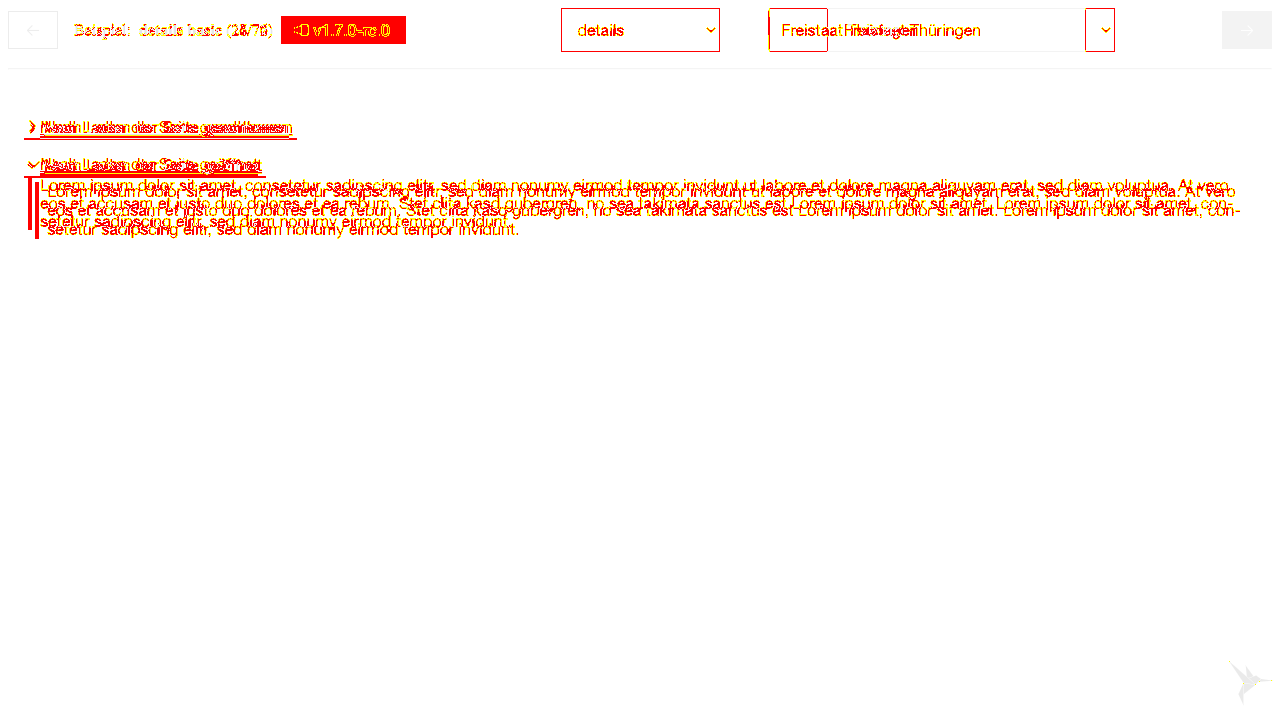 Beispiel: details basic
v1.7.0-rc.0
details
Freistaat Thüringen
Nach Laden der Seite geschlossen
Nach Laden der Seite geöffnet
Lorem ipsum dolor sit amet, consetetur sadipscing elitr, sed diam nonumy eirmod tempor invidunt ut labore et dolore magna aliquyam erat, sed diam voluptua. At vero
eos et accusam et justo duo dolores et ea rebum. Stet clita kasd gubergren, no sea takimata sanctus est Lorem ipsum dolor sit amet. Lorem ipsum dolor sit amet, con-
setetur sadipscing elitr, sed diam nonumy eirmod tempor invidunt.